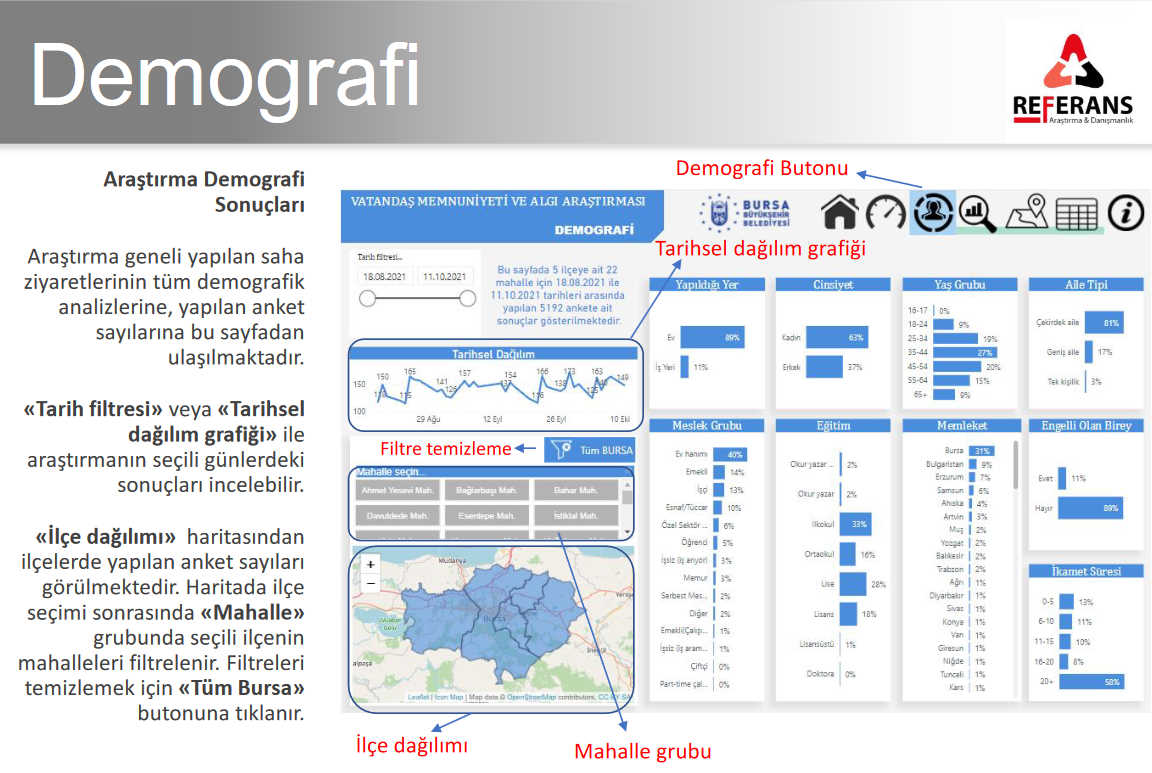 Demografi
REFERANS
Araştırma & Danışmanlık
Araştırma Demografi
Sonuçları
Araştırma geneli yapılan saha
ziyaretlerinin tüm demografik
analizlerine, yapılan anket
sayılarına bu sayfadan
ulaşılmaktadır.
«Tarih filtresi» veya «Tarihsel
dağılım grafiği» ile
araştırmanın seçili günlerdeki
sonuçları incelebilir.
«İlçe dağılımı» haritasından
ilçelerde yapılan anket sayıları
görülmektedir. Haritada ilçe
seçimi sonrasında «Mahalle»
grubunda seçili ilçenin
mahalleleri filtrelenir. Filtreleri
temizlemek için «Tüm Bursa»
butonuna tıklanır.
Demografi Butonu
VATANDAŞ MEMNUNİYETİ VE ALGI ARAŞTIRMASI
DEMOGRAFİ
BURSA
BÜYÜKŞEHİR
BELEDİYESİ
Tarihsel dağılım grafiği
Tarih filtresi...
18.08.2021 11.10.2021
Bu sayfada 5 ilçeye ait 22
mahalle için 18.08.2021 ile
11.10.2021 tarihleri arasında
yapılan 5192 ankete ait
sonuçlar gösterilmektedir.
Tarihsel Dağılım
150
100
150 165 141 126 157 154 166 138 173 163 149
29 Ağu 12 Eyl 26 Eyl 10 Eki
Filtre temizleme
Tüm BURSA
Mahalle seçin...
Ahmet Yesevi Mah. Bağlarbaşı Mah. Bahar Mah.
Davutdede Mah. Esentepe Mah. İstiklal Mah.
+
−
Mudanya
Bursa
İnegöl
Leaflet | Icon Map | Map data © OpenStreetMap contributors, CC-BY-SA
İlçe dağılımı
Mahalle grubu
Yapıldığı Yer
Ev 89%
İş Yeri 11%
Cinsiyet
Kadın 63%
Erkek 37%
Yaş Grubu
16-17 0%
18-24 9%
25-34 19%
35-44 27%
45-54 20%
55-64 15%
65+ 9%
Aile Tipi
Çekirdek aile 81%
Geniş aile 17%
Tek kişilik 3%
Meslek Grubu
Ev hanımı 40%
Emekli 14%
İşçi 13%
Esnaf/Tüccar 10%
Özel Sektör ... 6%
Öğrenci 5%
İşsiz (iş arıyor) 3%
Memur 3%
Serbest Mes... 2%
Diğer 2%
Emekli(Çalışı... 1%
İşsiz (iş aram... 1%
Çiftçi 0%
Part-time çal... 0%
Eğitim
Okur yazar ... 2%
Okur yazar 2%
İlkokul 33%
Ortaokul 16%
Lise 28%
Lisans 18%
Lisansüstü 1%
Doktora 0%
Memleket
Bursa 31%
Bulgaristan 9%
Erzurum 7%
Samsun 6%
Ahıska 4%
Artvin 3%
Muş 2%
Yozgat 2%
Balıkesir 2%
Trabzon 2%
Ağrı 1%
Diyarbakır 1%
Sivas 1%
Konya 1%
Van 1%
Giresun 1%
Niğde 1%
Tunceli 1%
Kars 1%
Engelli Olan Birey
Evet 11%
Hayır 89%
İkamet Süresi
0-5 13%
6-10 11%
11-15 10%
16-20 8%
20+ 58%